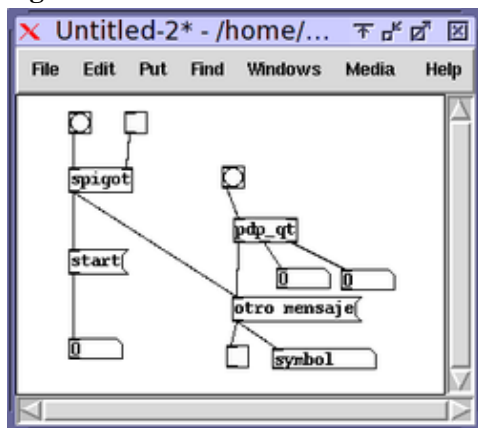 Untitled-2* - /home/...
File Edit Put Find Windows Media Help
spigot
pdp_qt
start
0 0
otro mensaje
0
symbol